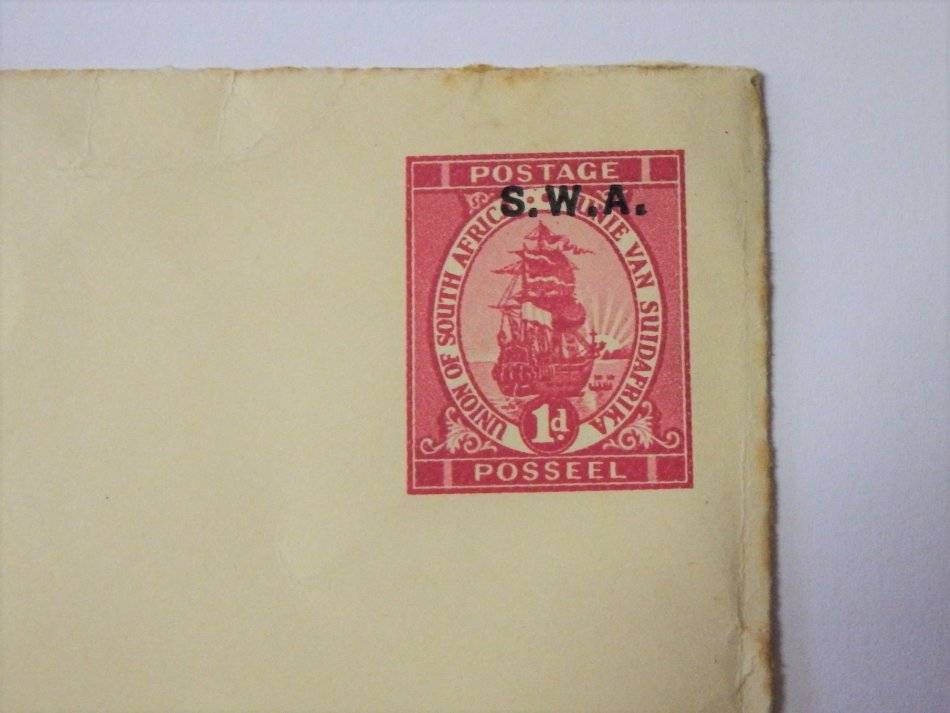 POSTAGE
S.W.A.
UNION OF SOUTH AFRICA
UNIE VAN SUIDAFRIKA
1d.
POSSEEL